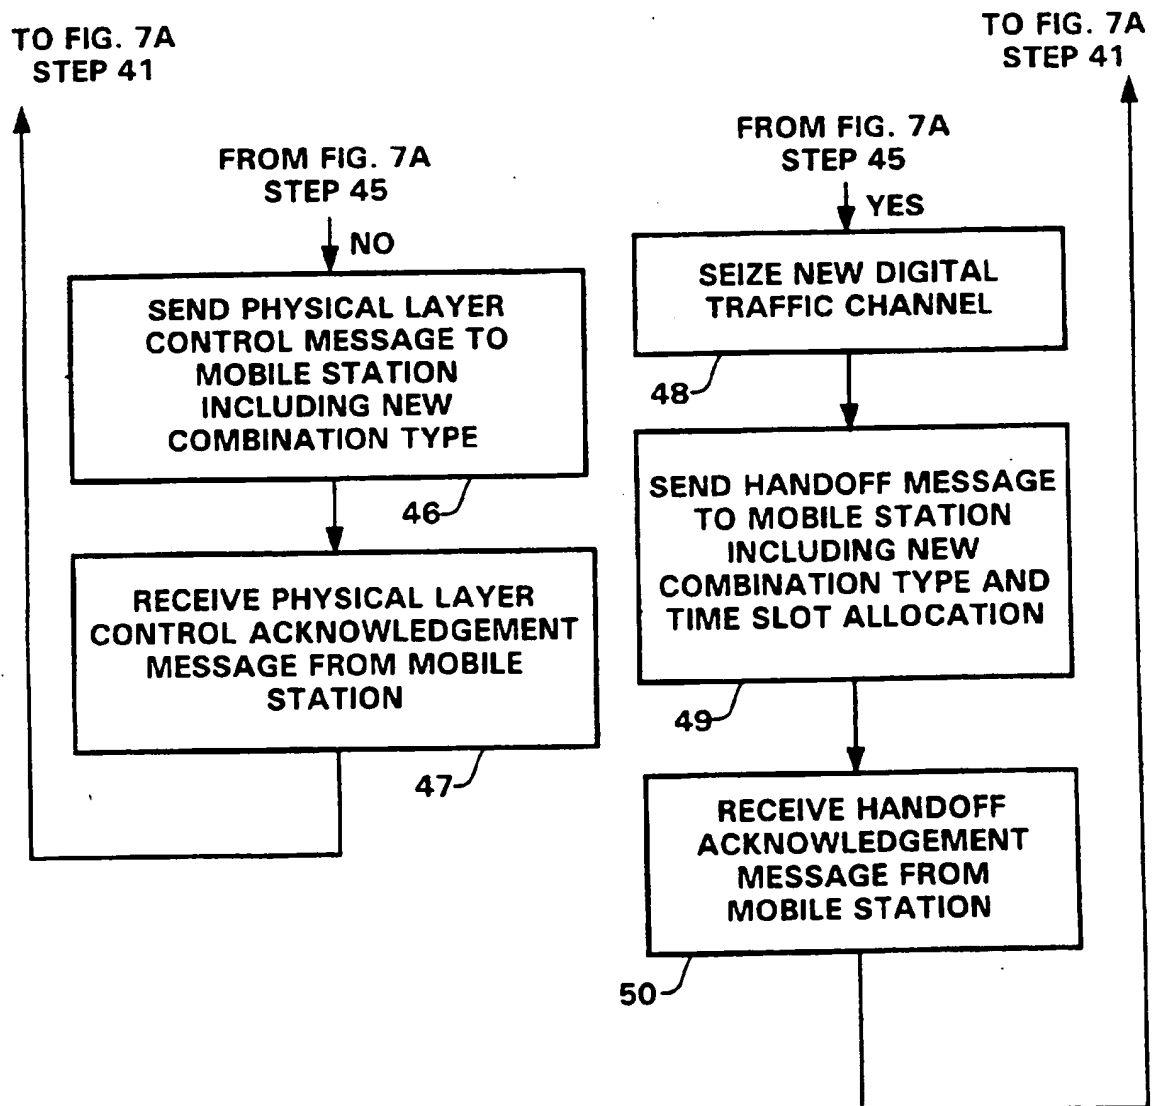 TO FIG. 7A
STEP 41
FROM FIG. 7A
STEP 45
NO
SEND PHYSICAL LAYER
CONTROL MESSAGE TO
MOBILE STATION
INCLUDING NEW
COMBINATION TYPE
46
RECEIVE PHYSICAL LAYER
CONTROL ACKNOWLEDGEMENT
MESSAGE FROM MOBILE
STATION
47
TO FIG. 7A
STEP 41
FROM FIG. 7A
STEP 45
YES
SEIZE NEW DIGITAL
TRAFFIC CHANNEL
48
SEND HANDOFF MESSAGE
TO MOBILE STATION
INCLUDING NEW
COMBINATION TYPE AND
TIME SLOT ALLOCATION
49
RECEIVE HANDOFF
ACKNOWLEDGEMENT
MESSAGE FROM
MOBILE STATION
50